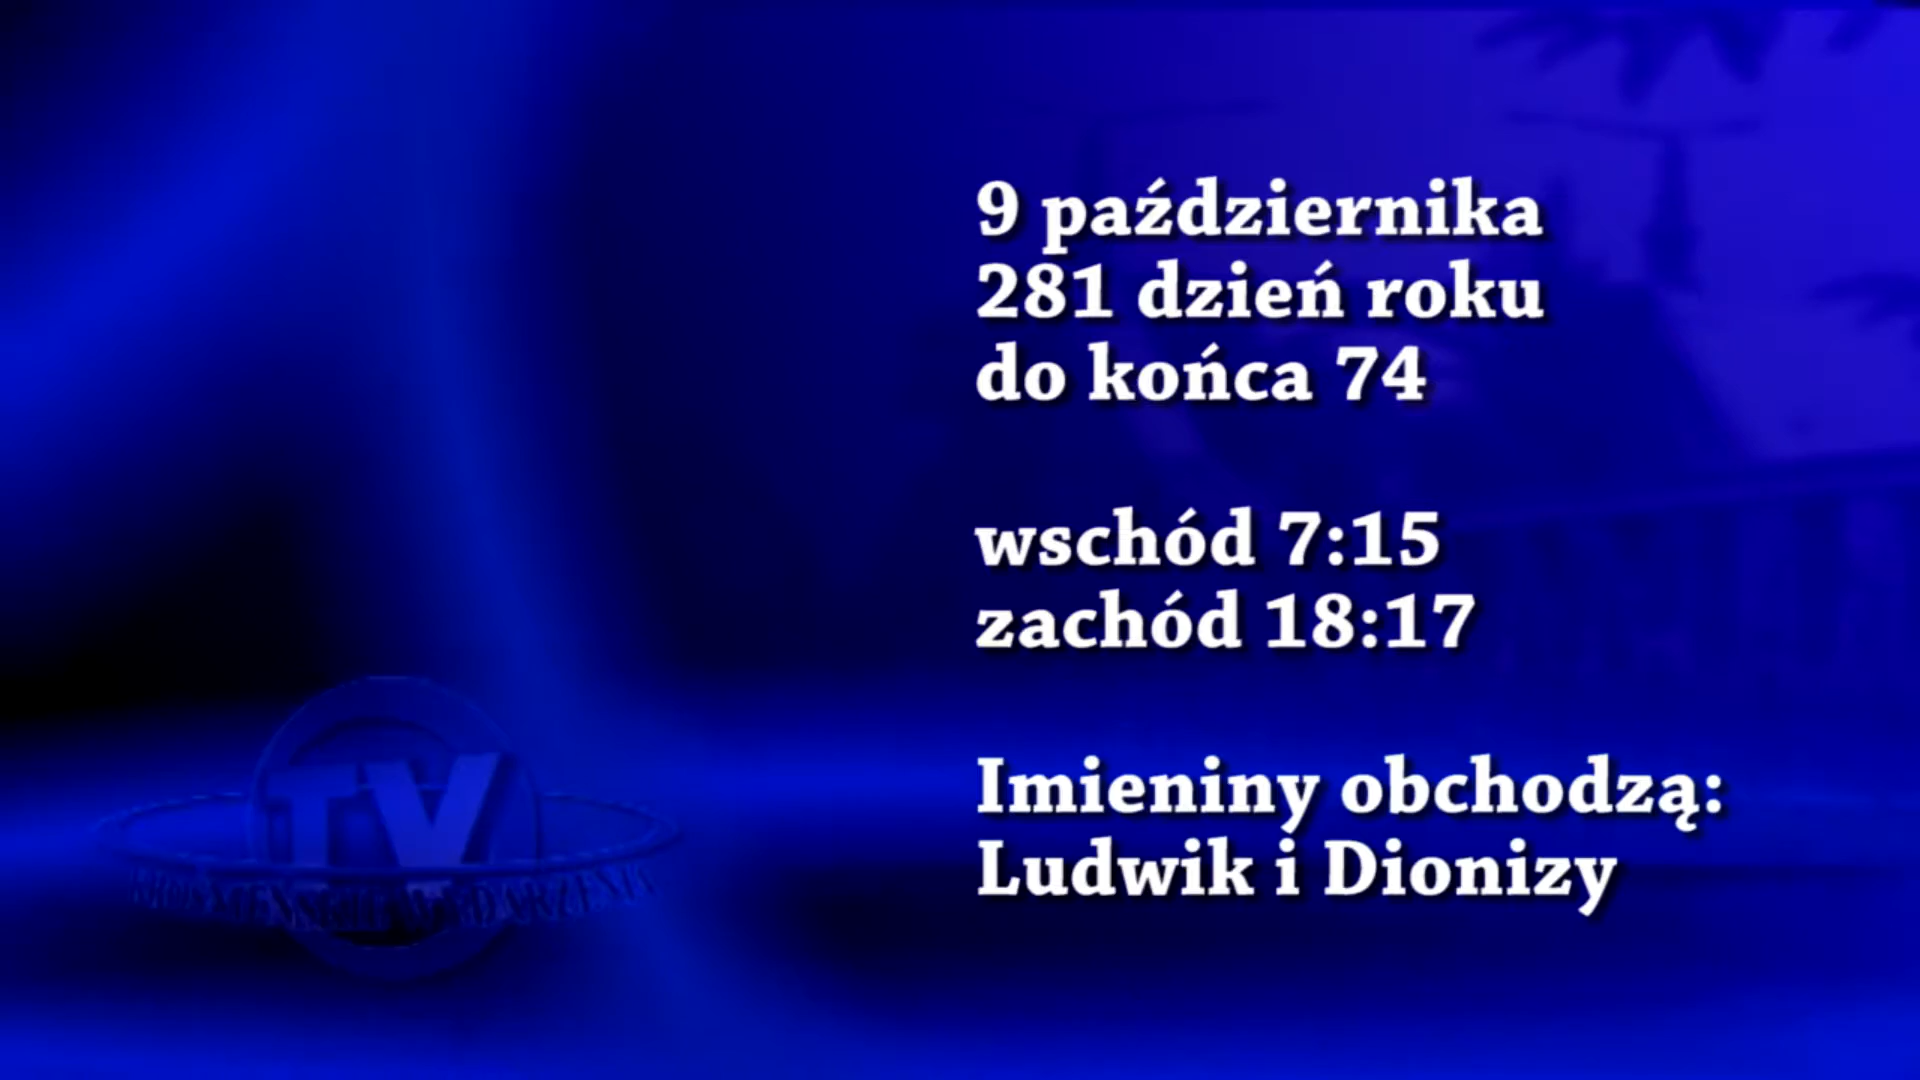 9 października
281 dzień roku
do końca 74
wschód 7:15
zachód 18:17
Imieniny obchodzą:
Ludwik i Dionizy
TV